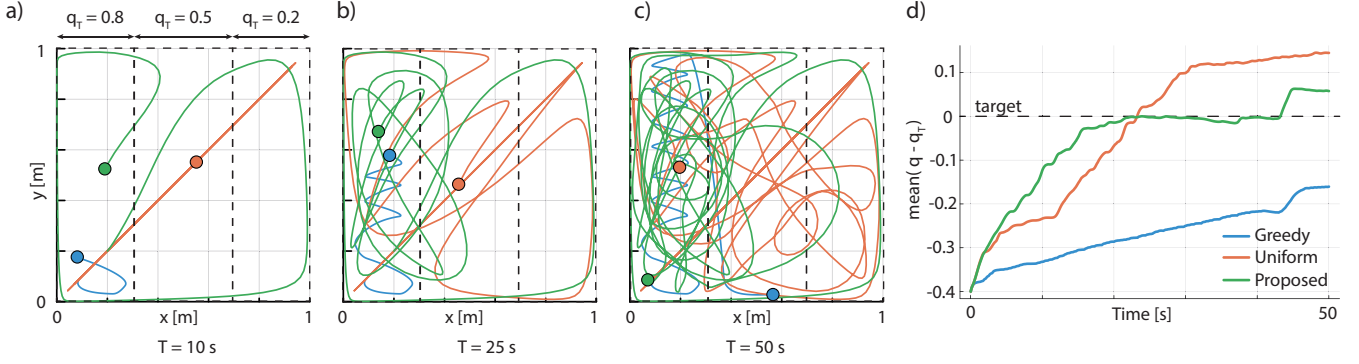 a)
q_T = 0.8
q_T = 0.5
q_T = 0.2
1
y [m]
0
0
x [m]
1
T = 10 s
b)
0
x [m]
1
T = 25 s
c)
0
x [m]
1
T = 50 s
d)
mean( q - q_T)
0.1
0
-0.1
-0.2
-0.3
-0.4
target
Greedy
Uniform
Proposed
0
Time [s]
50